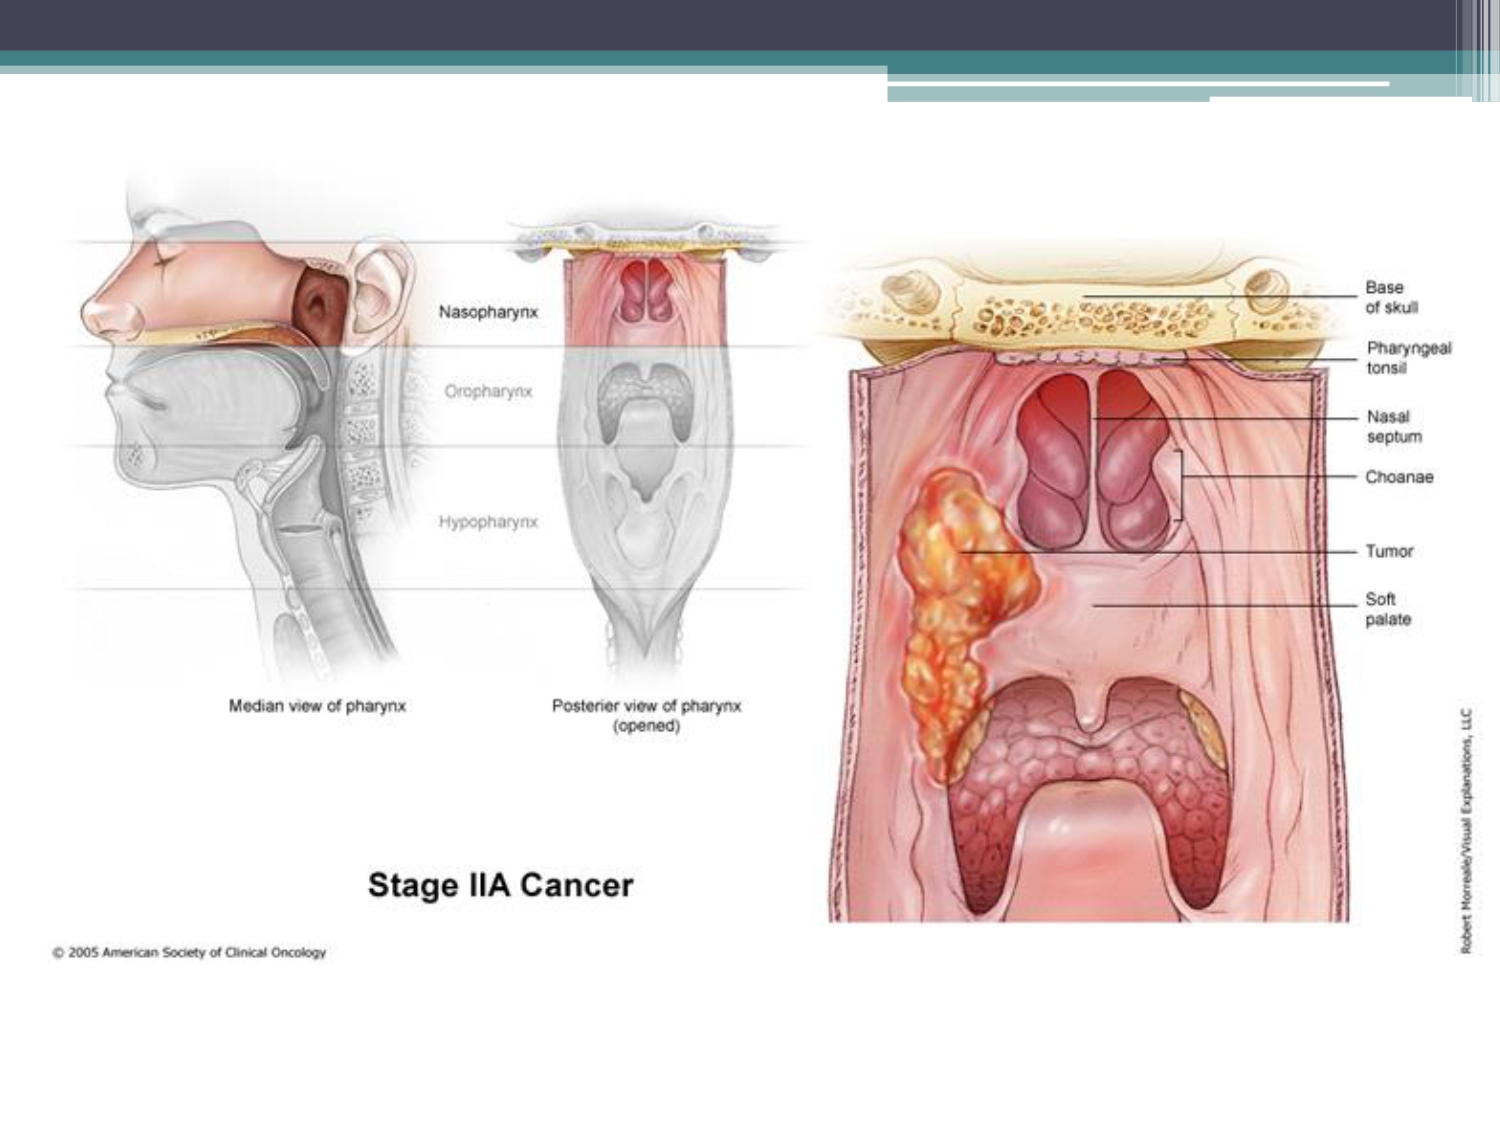 Nasopharynx
Oropharynx
Hypopharynx
Median view of pharynx
Posterier view of pharynx
(opened)
Base
of skull
Pharyngeal
tonsil
Nasal
septum
Choanae
Tumor
Soft
palate
Stage IIA Cancer
© 2005 American Society of Clinical Oncology
Robert Morreale/Visual Explanations, LLC